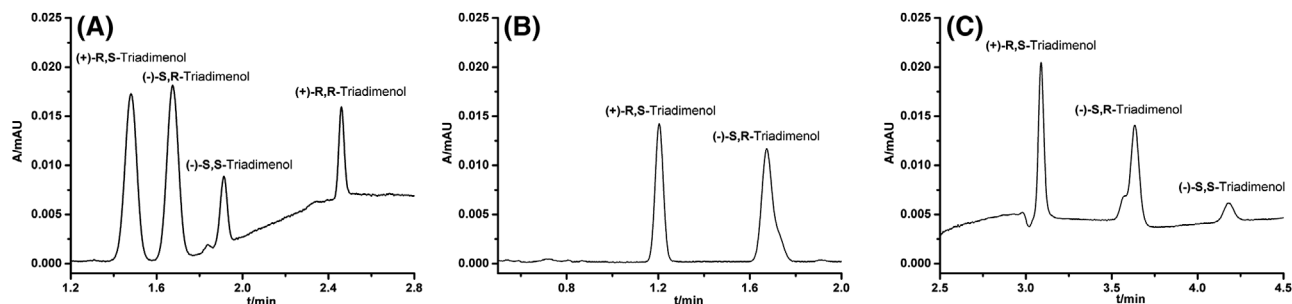 (A)
(+)-R,S-Triadimenol
(-)-S,R-Triadimenol
(-)-S,S-Triadimenol
(+)-R,R-Triadimenol
A/mAU
0.025
0.020
0.015
0.010
0.005
0.000
1.2 1.6 2.0 2.4 2.8
t/min
(B)
(+)-R,S-Triadimenol
(-)-S,R-Triadimenol
A/mAU
0.025
0.020
0.015
0.010
0.005
0.000
0.8 1.2 1.6 2.0
t/min
(C)
(+)-R,S-Triadimenol
(-)-S,R-Triadimenol
(-)-S,S-Triadimenol
A/mAU
0.025
0.020
0.015
0.010
0.005
0.000
2.5 3.0 3.5 4.0 4.5
t/min